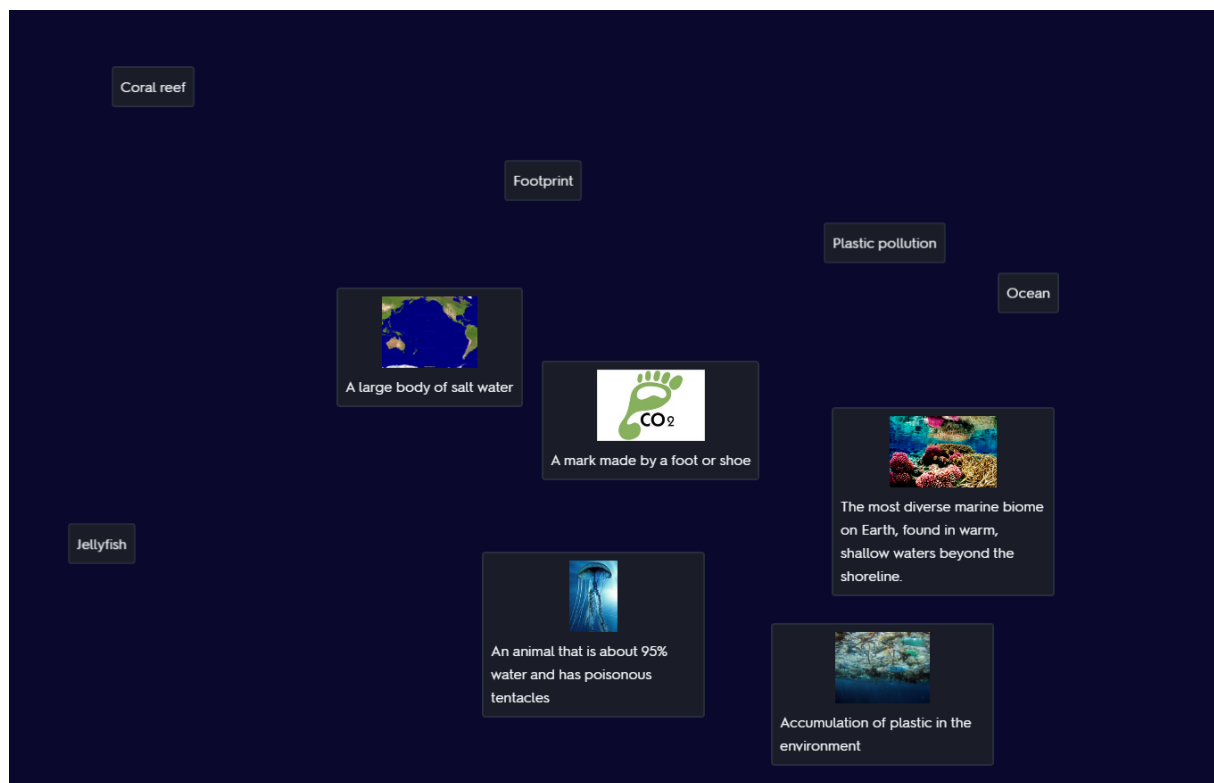 Coral reef
Footprint
Plastic pollution
Ocean
A large body of salt water
CO2
A mark made by a foot or shoe
The most diverse marine biome
on Earth, found in warm,
shallow waters beyond the
shoreline.
Jellyfish
An animal that is about 95%
water and has poisonous
tentacles
Accumulation of plastic in the
environment